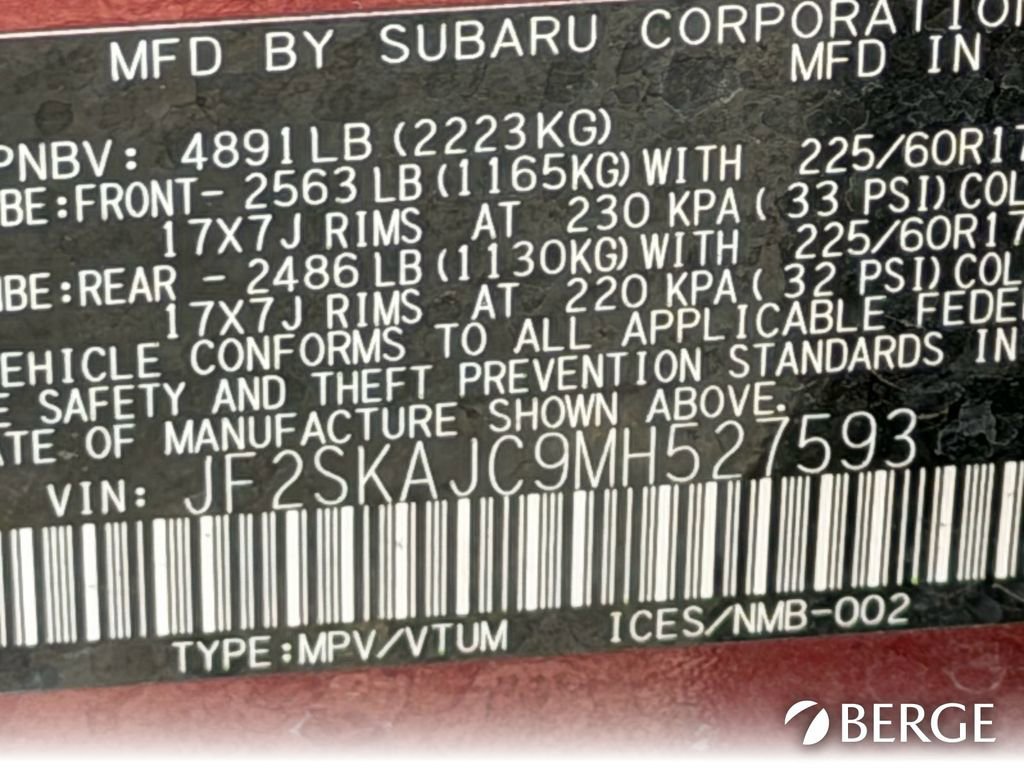 MFD BY SUBARU CORPORATIO
MFD IN
PNBV: 4891LB (2223KG)
BE:FRONT- 2563 LB (1165KG) WITH 225/60R17
17X7J RIMS AT 230 KPA ( 33 PSI) COL
BE:REAR - 2486 LB (1130KG) WITH 225/60R17
17X7J RIMS AT 220 KPA ( 32 PSI) COL
EHICLE CONFORMS TO ALL APPLICABLE FEDE
E SAFETY AND THEFT PREVENTION STANDARDS IN
TE OF MANUFACTURE SHOWN ABOVE.
VIN: JF2SKAJC9MH527593
TYPE:MPV/VTUM ICES/NMB-002
BERGE